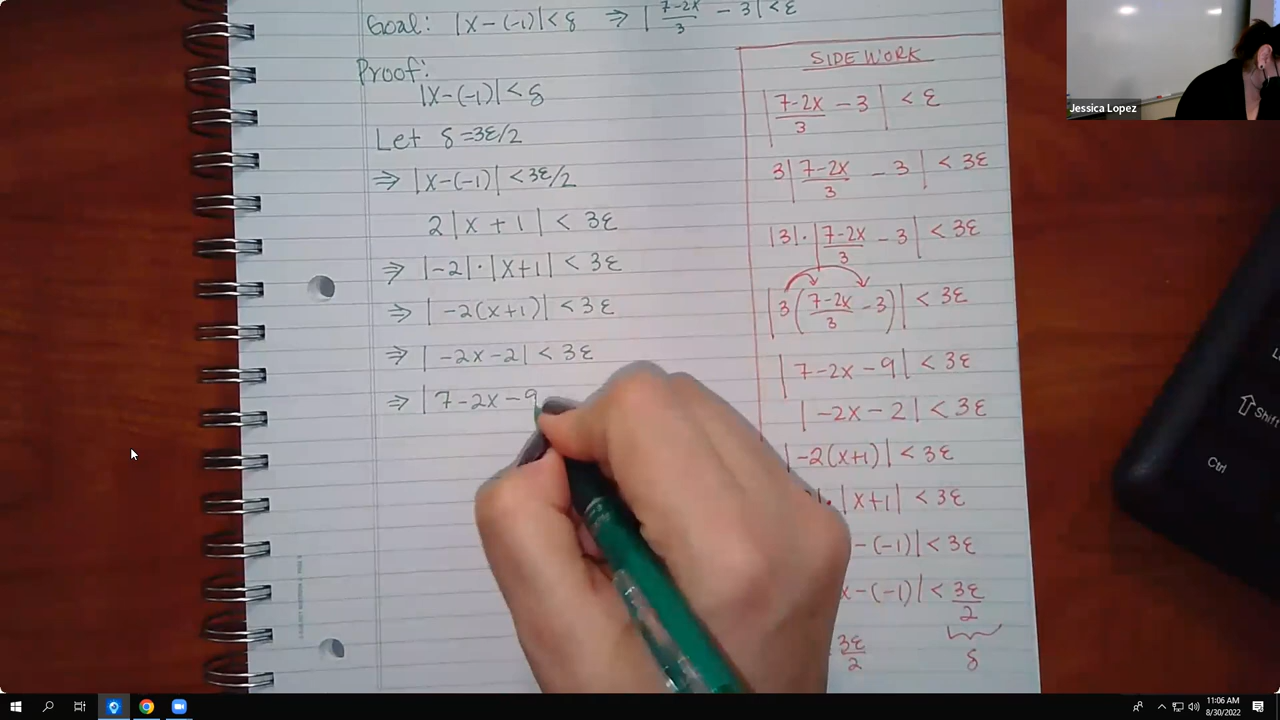 Goal: |x-(-1)| < δ ⇒ |7-2x/3 - 3| < ε
Proof:
|x-(-1)| < δ
Let δ = 3ε/2
⇒ |x-(-1)| < 3ε/2
2|x + 1| < 3ε
⇒ |-2|·|x+1| < 3ε
⇒ |-2(x+1)| < 3ε
⇒ |-2x-2| < 3ε
⇒ |7-2x-9
SIDE WORK
|7-2x/3 - 3| < ε
3|7-2x/3 - 3| < 3ε
|3|·|7-2x/3 - 3| < 3ε
|3(7-2x/3 - 3)| < 3ε
|7-2x-9| < 3ε
|-2x-2| < 3ε
|-2(x+1)| < 3ε
|·|x+1| < 3ε
-(-1)| < 3ε
x-(-1)| < 3ε/2
3ε/2 δ
Jessica Lopez
Shift
Ctrl
11:06 AM
8/30/2022